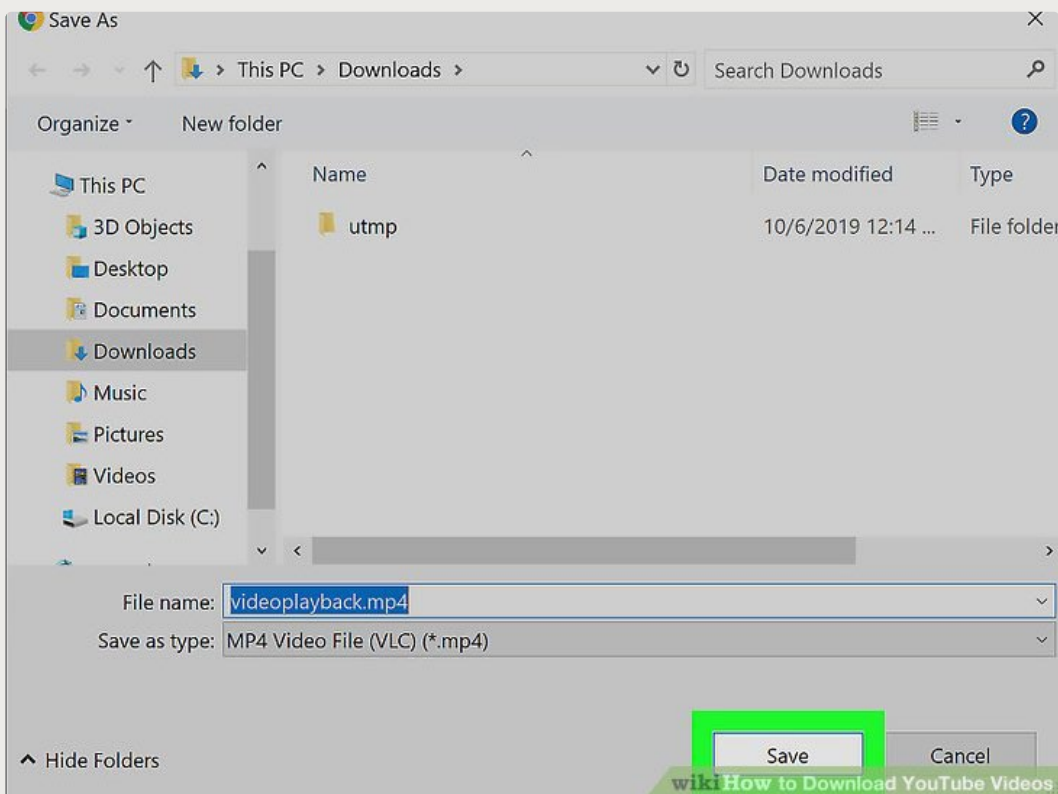 Save As
This PC > Downloads >
Search Downloads
Organize
New folder
?
Name
Date modified
Type
This PC
3D Objects
Desktop
Documents
Downloads
Music
Pictures
Videos
Local Disk (C:)
utmp
10/6/2019 12:14 ...
File folder
File name: videoplayback.mp4
Save as type: MP4 Video File (VLC) (*.mp4)
Hide Folders
Save
Cancel
wikiHow to Download YouTube Videos